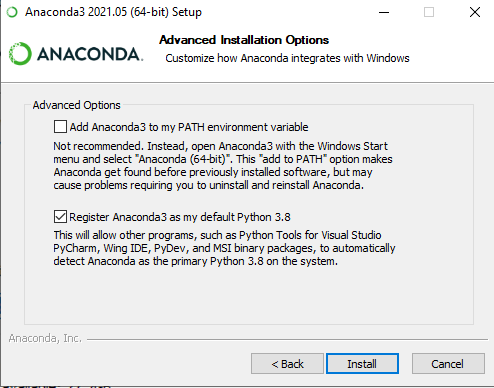 Anaconda3 2021.05 (64-bit) Setup
Advanced Installation Options
Customize how Anaconda integrates with Windows
ANACONDA.
Advanced Options
Add Anaconda3 to my PATH environment variable
Not recommended. Instead, open Anaconda3 with the Windows Start
menu and select "Anaconda (64-bit)". This "add to PATH" option makes
Anaconda get found before previously installed software, but may
cause problems requiring you to uninstall and reinstall Anaconda.
Register Anaconda3 as my default Python 3.8
This will allow other programs, such as Python Tools for Visual Studio
PyCharm, Wing IDE, PyDev, and MSI binary packages, to automatically
detect Anaconda as the primary Python 3.8 on the system.
Anaconda, Inc.
< Back
Install
Cancel